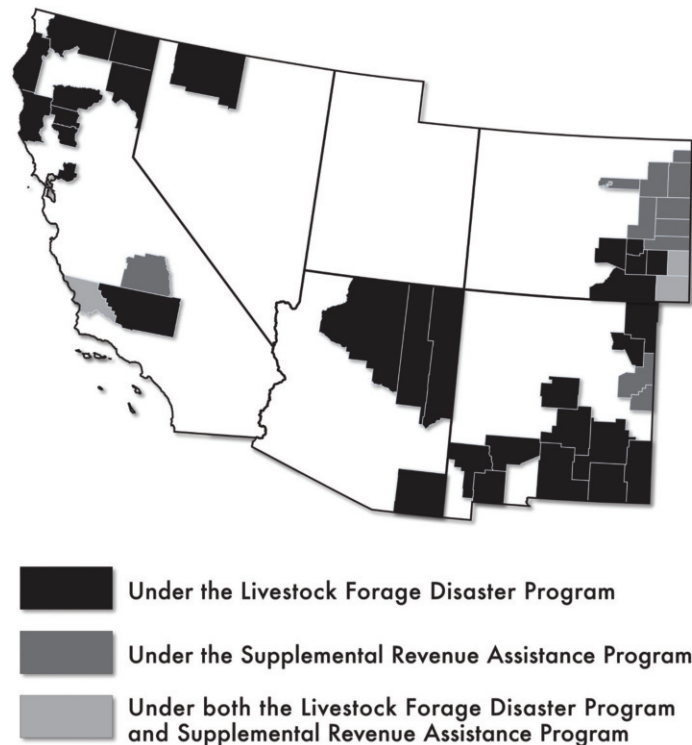 Under the Livestock Forage Disaster Program
Under the Supplemental Revenue Assistance Program
Under both the Livestock Forage Disaster Program
and Supplemental Revenue Assistance Program